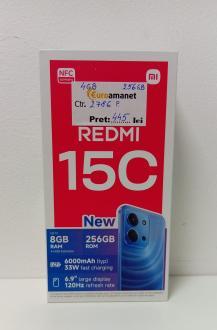 NFC
mi
4GB 256GB
Euroamanet
Ctr. 2786 P.
Pret: 445 lei
REDMI
15C
New
8GB 256GB
RAM ROM
6000mAh (typ)
33W fast charging
6.9" large display
120Hz refresh rate